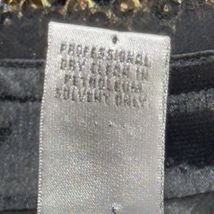 PROFESSIONAL
DRY CLEAN IN
PETROLEUM
SOLVENT ONLY